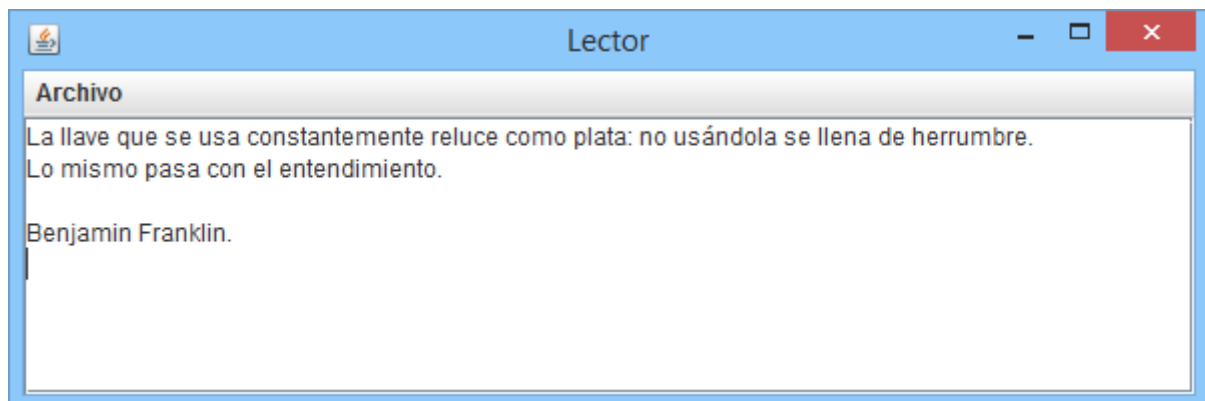 Lector
Archivo
La llave que se usa constantemente reluce como plata: no usándola se llena de herrumbre.
Lo mismo pasa con el entendimiento.
Benjamin Franklin.